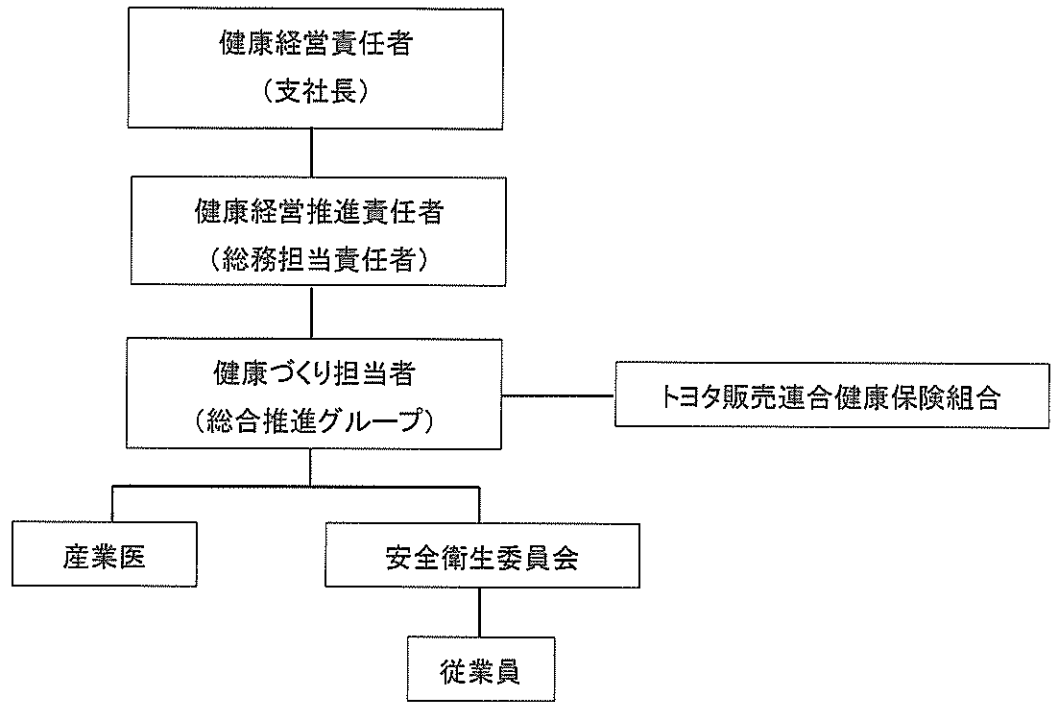 健康経営責任者
（支社長）
健康経営推進責任者
（総務担当責任者）
健康づくり担当者
（総合推進グループ）
トヨタ販売連合健康保険組合
産業医
安全衛生委員会
従業員